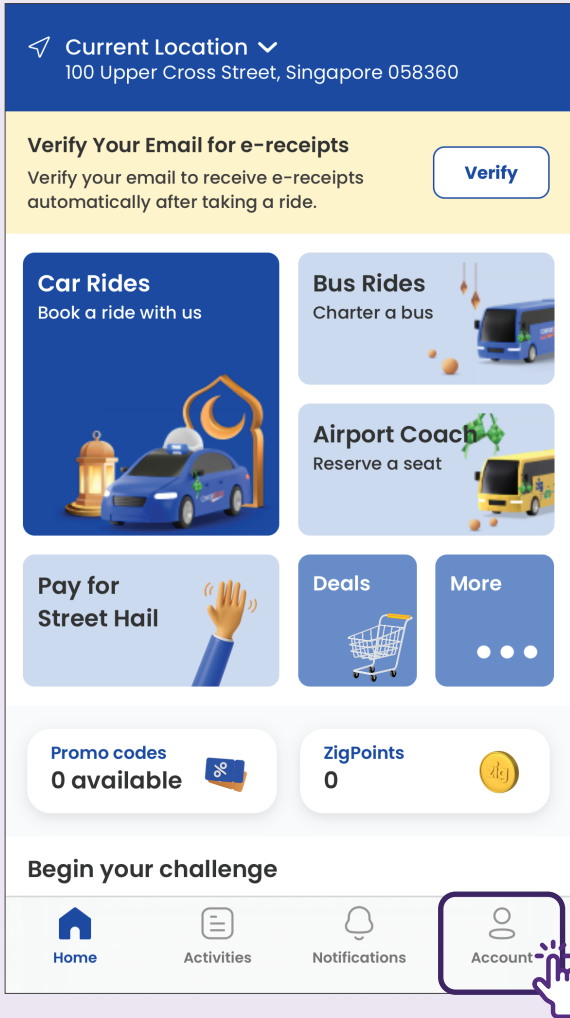 Current Location
100 Upper Cross Street, Singapore 058360
Verify Your Email for e-receipts
Verify your email to receive e-receipts
automatically after taking a ride.
Verify
Car Rides
Book a ride with us
Bus Rides
Charter a bus
Airport Coach
Reserve a seat
Pay for
Street Hail
Deals
More
Promo codes
0 available
%
ZigPoints
0
zig
Begin your challenge
Home
Activities
Notifications
Account